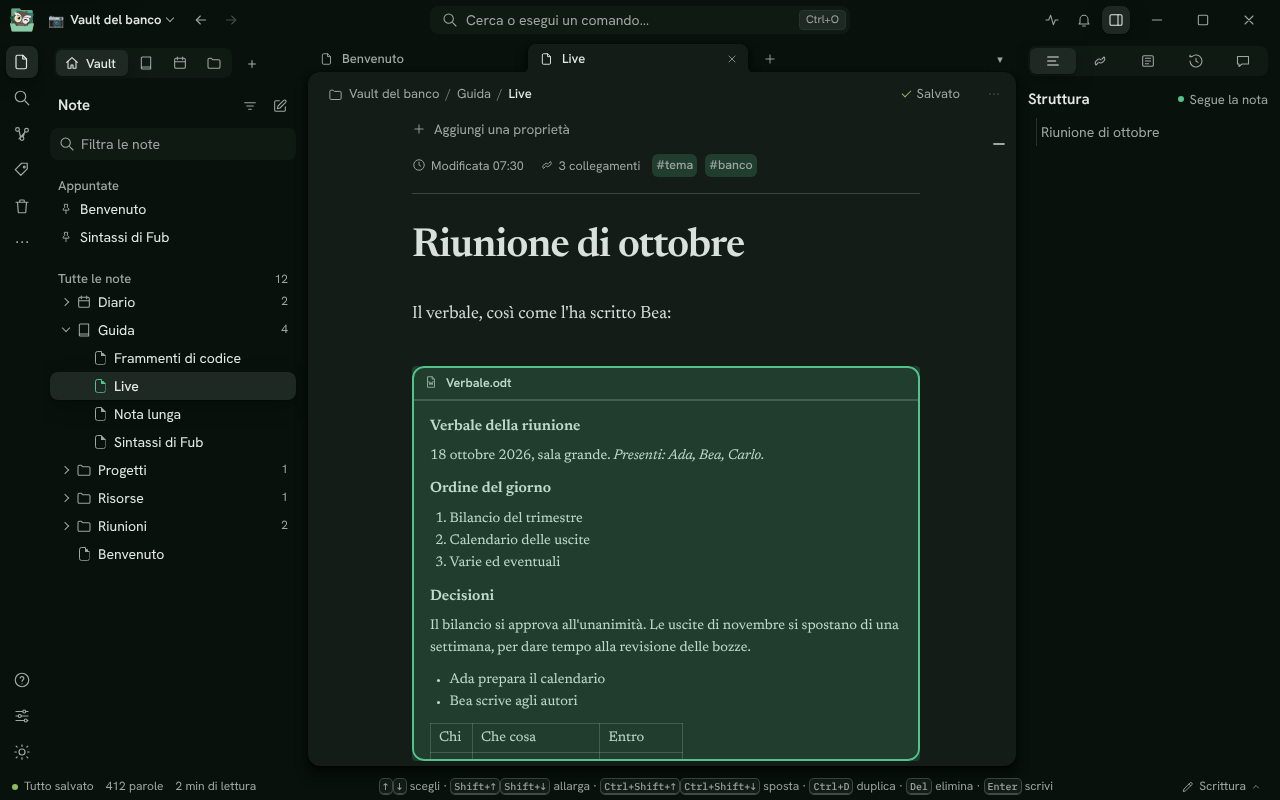 Vault del banco
Cerca o esegui un comando…
Ctrl+O
Vault
Note
Filtra le note
Appuntate
Benvenuto
Sintassi di Fub
Tutte le note 12
Diario 2
Guida 4
Frammenti di codice
Live
Nota lunga
Sintassi di Fub
Progetti 1
Risorse 1
Riunioni 2
Benvenuto
Benvenuto
Live
Vault del banco / Guida / Live
Salvato
Aggiungi una proprietà
Modificata 07:30 3 collegamenti #tema #banco
Riunione di ottobre
Il verbale, così come l'ha scritto Bea:
Verbale.odt
Verbale della riunione
18 ottobre 2026, sala grande. Presenti: Ada, Bea, Carlo.
Ordine del giorno
1. Bilancio del trimestre
2. Calendario delle uscite
3. Varie ed eventuali
Decisioni
Il bilancio si approva all'unanimità. Le uscite di novembre si spostano di una
settimana, per dare tempo alla revisione delle bozze.
• Ada prepara il calendario
• Bea scrive agli autori
Chi Che cosa Entro
Struttura
Segue la nota
Riunione di ottobre
Tutto salvato 412 parole 2 min di lettura
↑ ↓ scegli · Shift+↑ Shift+↓ allarga · Ctrl+Shift+↑ Ctrl+Shift+↓ sposta · Ctrl+D duplica · Del elimina · Enter scrivi
Scrittura